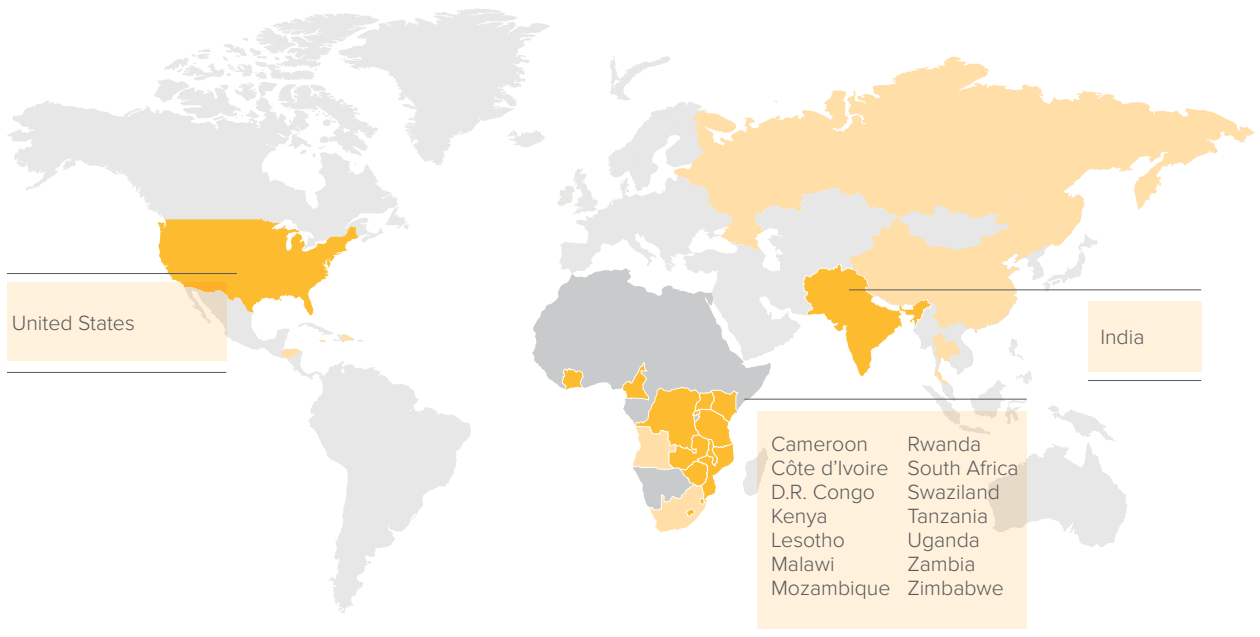 United States
India
Cameroon
Côte d’Ivoire
D.R. Congo
Kenya
Lesotho
Malawi
Mozambique
Rwanda
South Africa
Swaziland
Tanzania
Uganda
Zambia
Zimbabwe